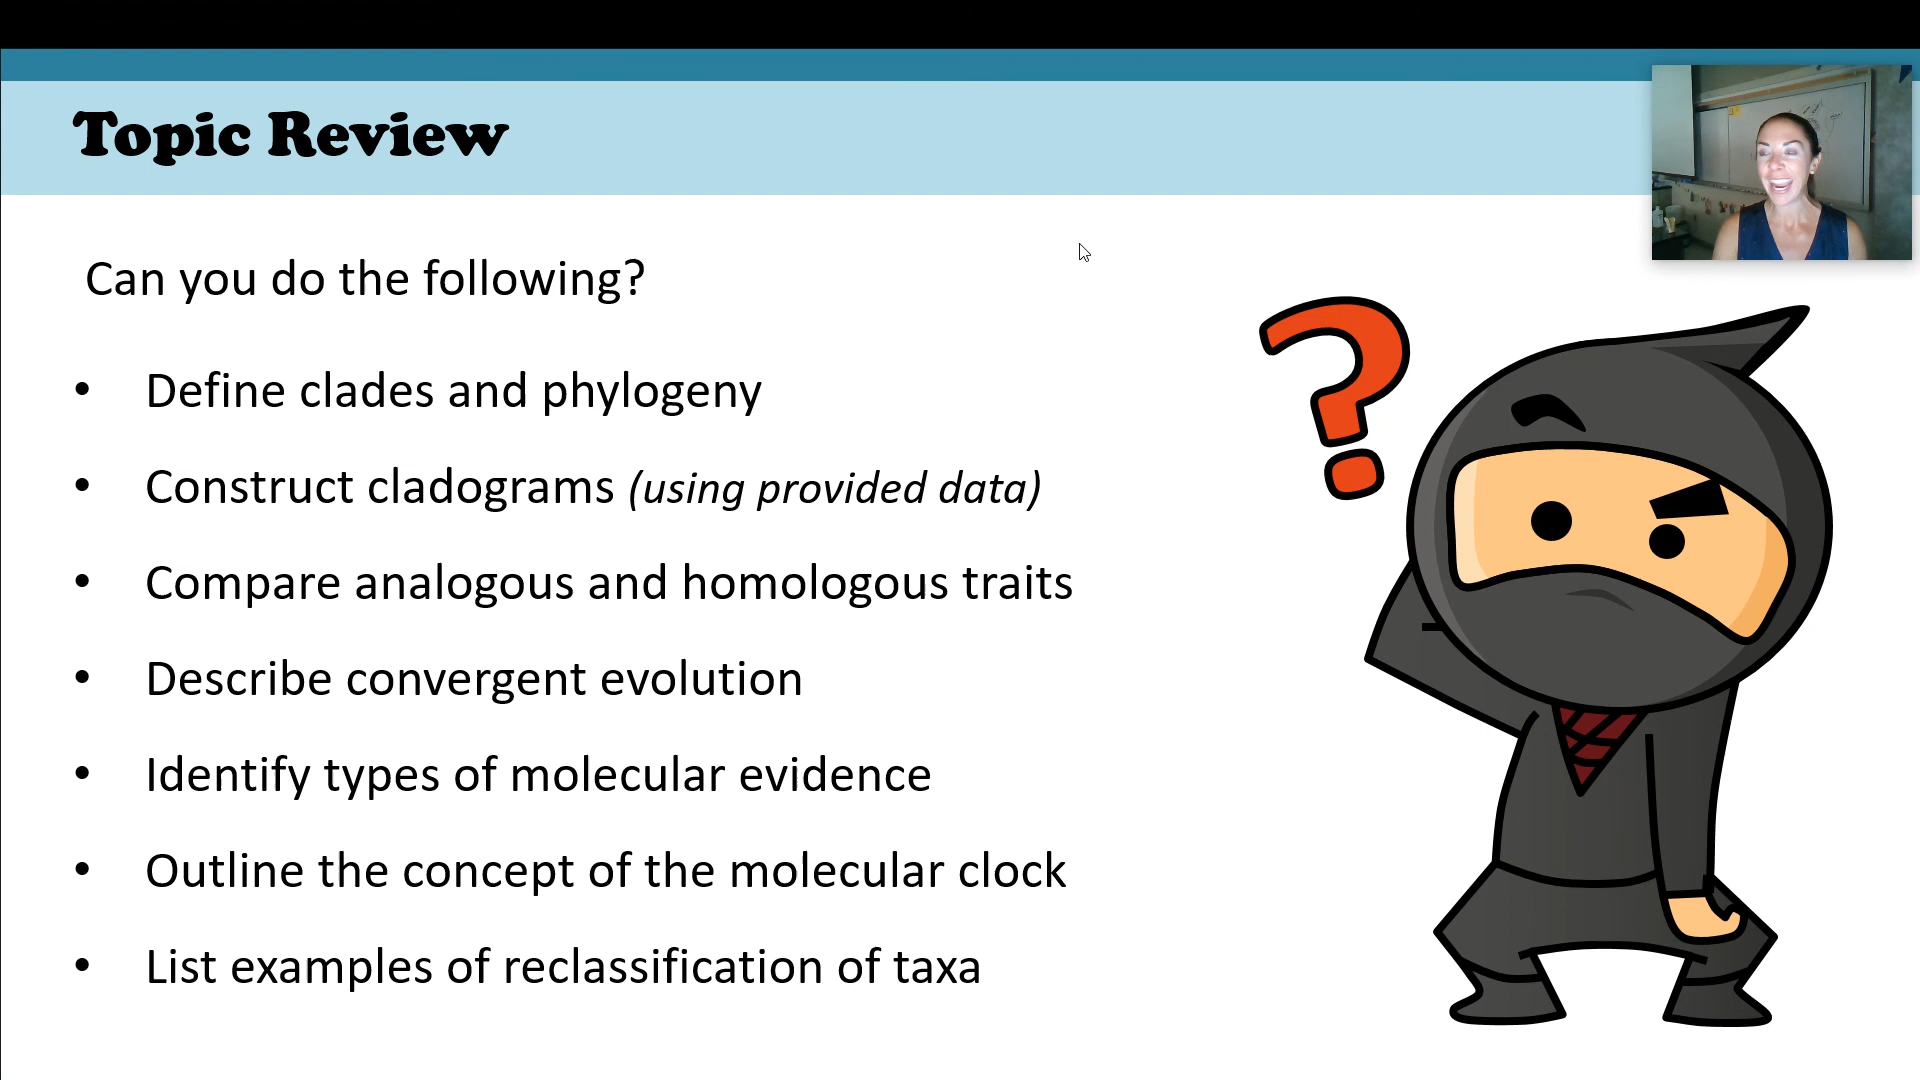 Topic Review
Can you do the following?
• Define clades and phylogeny
• Construct cladograms (using provided data)
• Compare analogous and homologous traits
• Describe convergent evolution
• Identify types of molecular evidence
• Outline the concept of the molecular clock
• List examples of reclassification of taxa
?